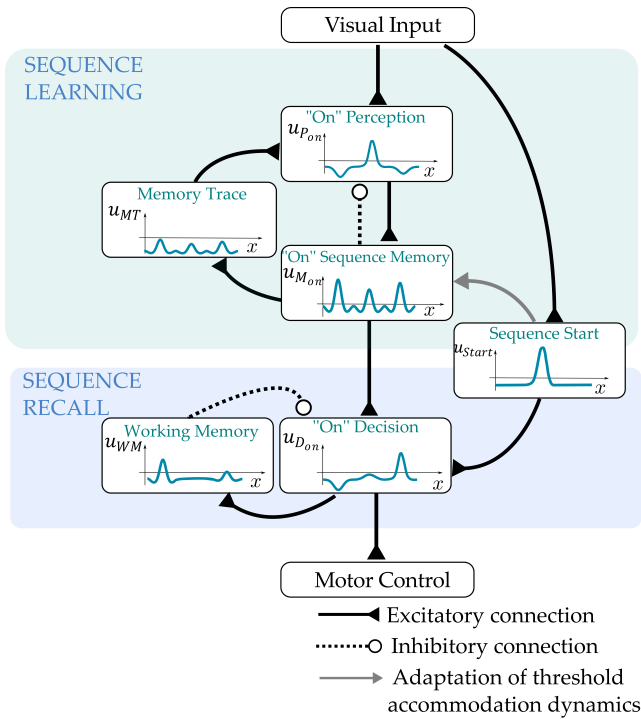 Visual Input
SEQUENCE
LEARNING
"On" Perception
u_{P_{on}}
x
Memory Trace
u_{MT}
x
"On" Sequence Memory
u_{M_{on}}
x
Sequence Start
u_{Start}
x
SEQUENCE
RECALL
Working Memory
u_{WM}
x
"On" Decision
u_{D_{on}}
x
Motor Control
Excitatory connection
Inhibitory connection
Adaptation of threshold
accommodation dynamics